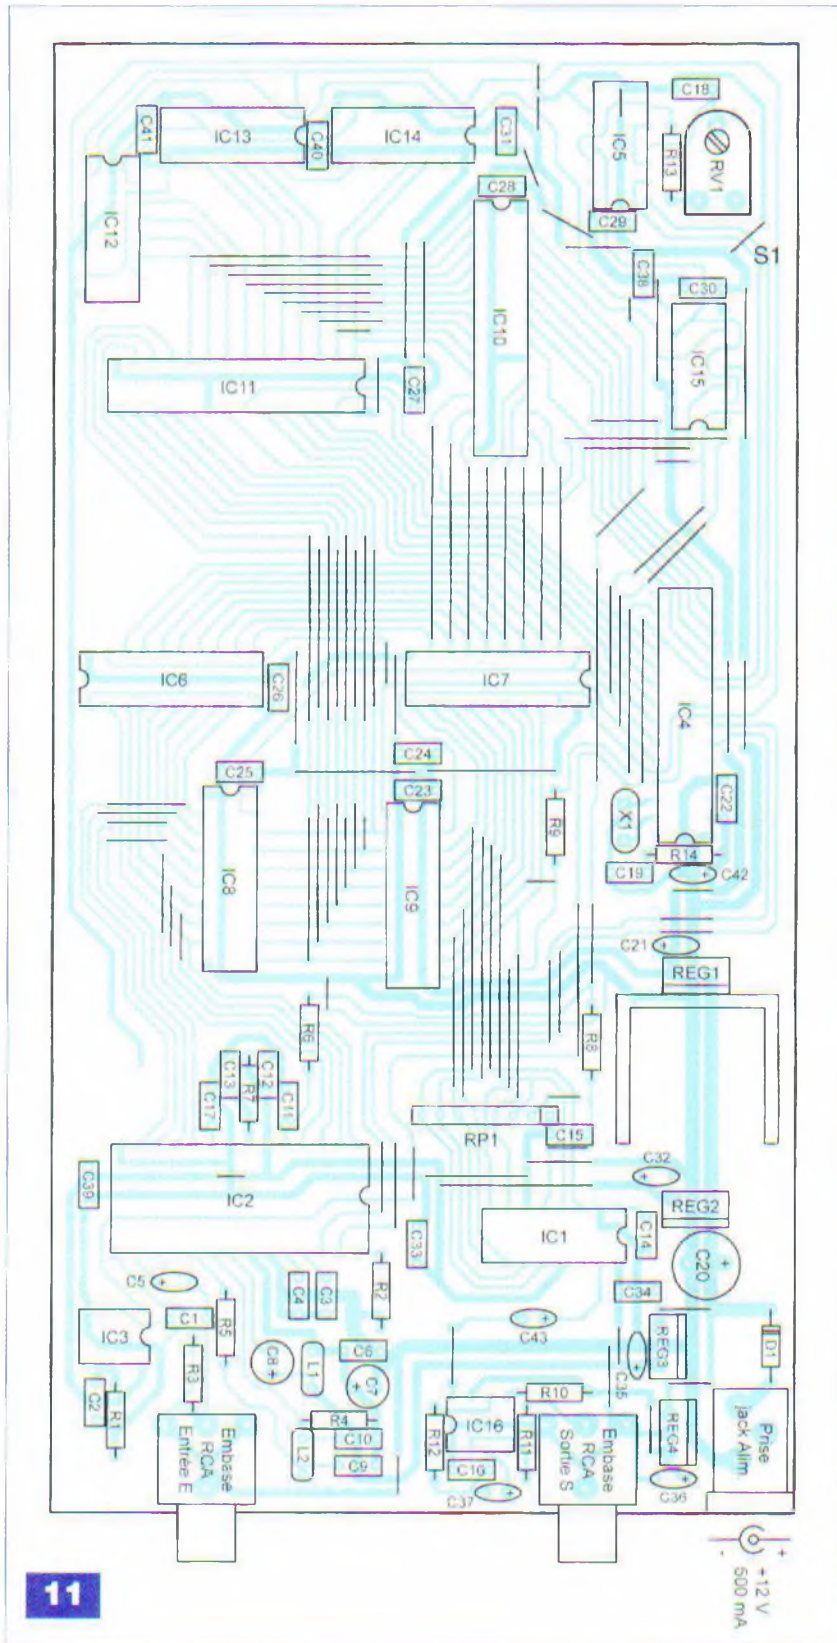 C18
C41
IC13
C40
IC14
C31
IC5
R13
RV1
C28
IC12
C29
S1
C38
C30
IC10
IC15
IC11
C27
IC6
C26
IC7
IC4
C24
C25
C23
C22
R9
X1
R14
IC8
IC9
C19
C42
C21
REG1
R6
R8
C13
R7
C12
C17
C11
RP1
C15
C32
C39
IC2
REG2
IC1
C14
C33
C20
C5
C4
C3
R2
C34
C1
R5
IC3
C43
REG3
D1
C6
C8
L1
C7
C35
R3
R10
C2
R1
R4
IC16
REG4
Prise
jack Alim
Embase
RCA
Entrée E
C10
L2
C9
R12
R11
C16
Embase
RCA
Sortie S
C37
C36
+12 V
500 mA
11